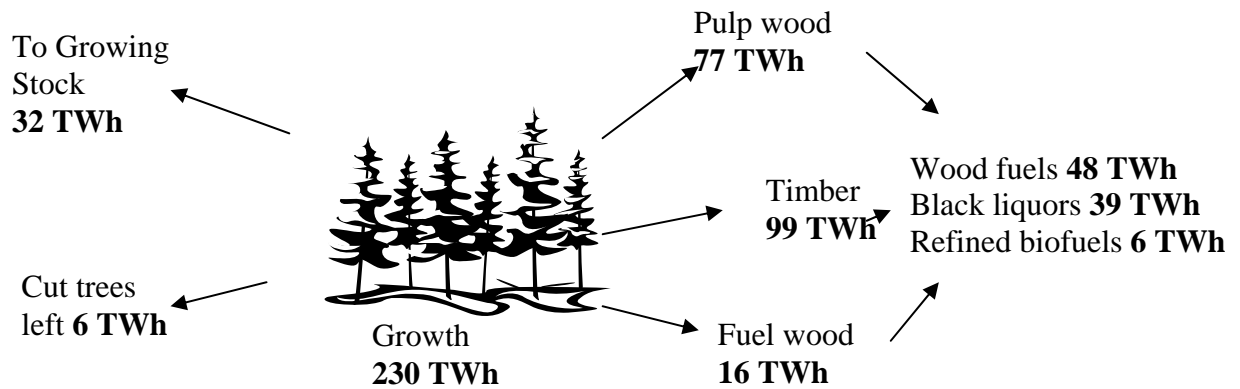 To Growing
Stock
32 TWh
Cut trees
left 6 TWh
Growth
230 TWh
Pulp wood
77 TWh
Timber
99 TWh
Fuel wood
16 TWh
Wood fuels 48 TWh
Black liquors 39 TWh
Refined biofuels 6 TWh